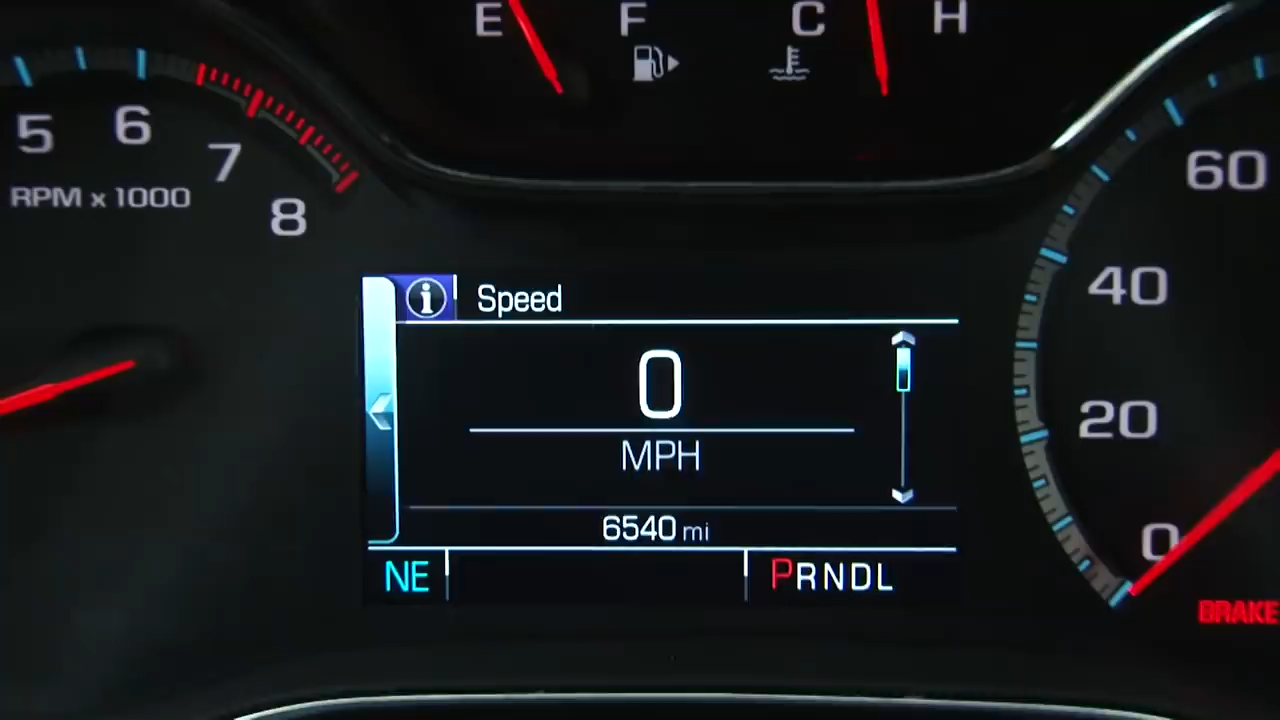 E F C H
5 6 7 8
RPM x 1000
60
40
20
0
Speed
0
MPH
6540 mi
NE PRNDL
BRAKE